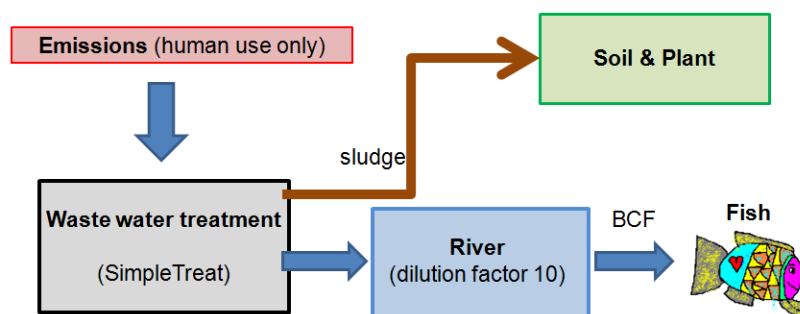 Emissions (human use only)
Soil & Plant
sludge
Waste water treatment
(SimpleTreat)
River
(dilution factor 10)
BCF
Fish